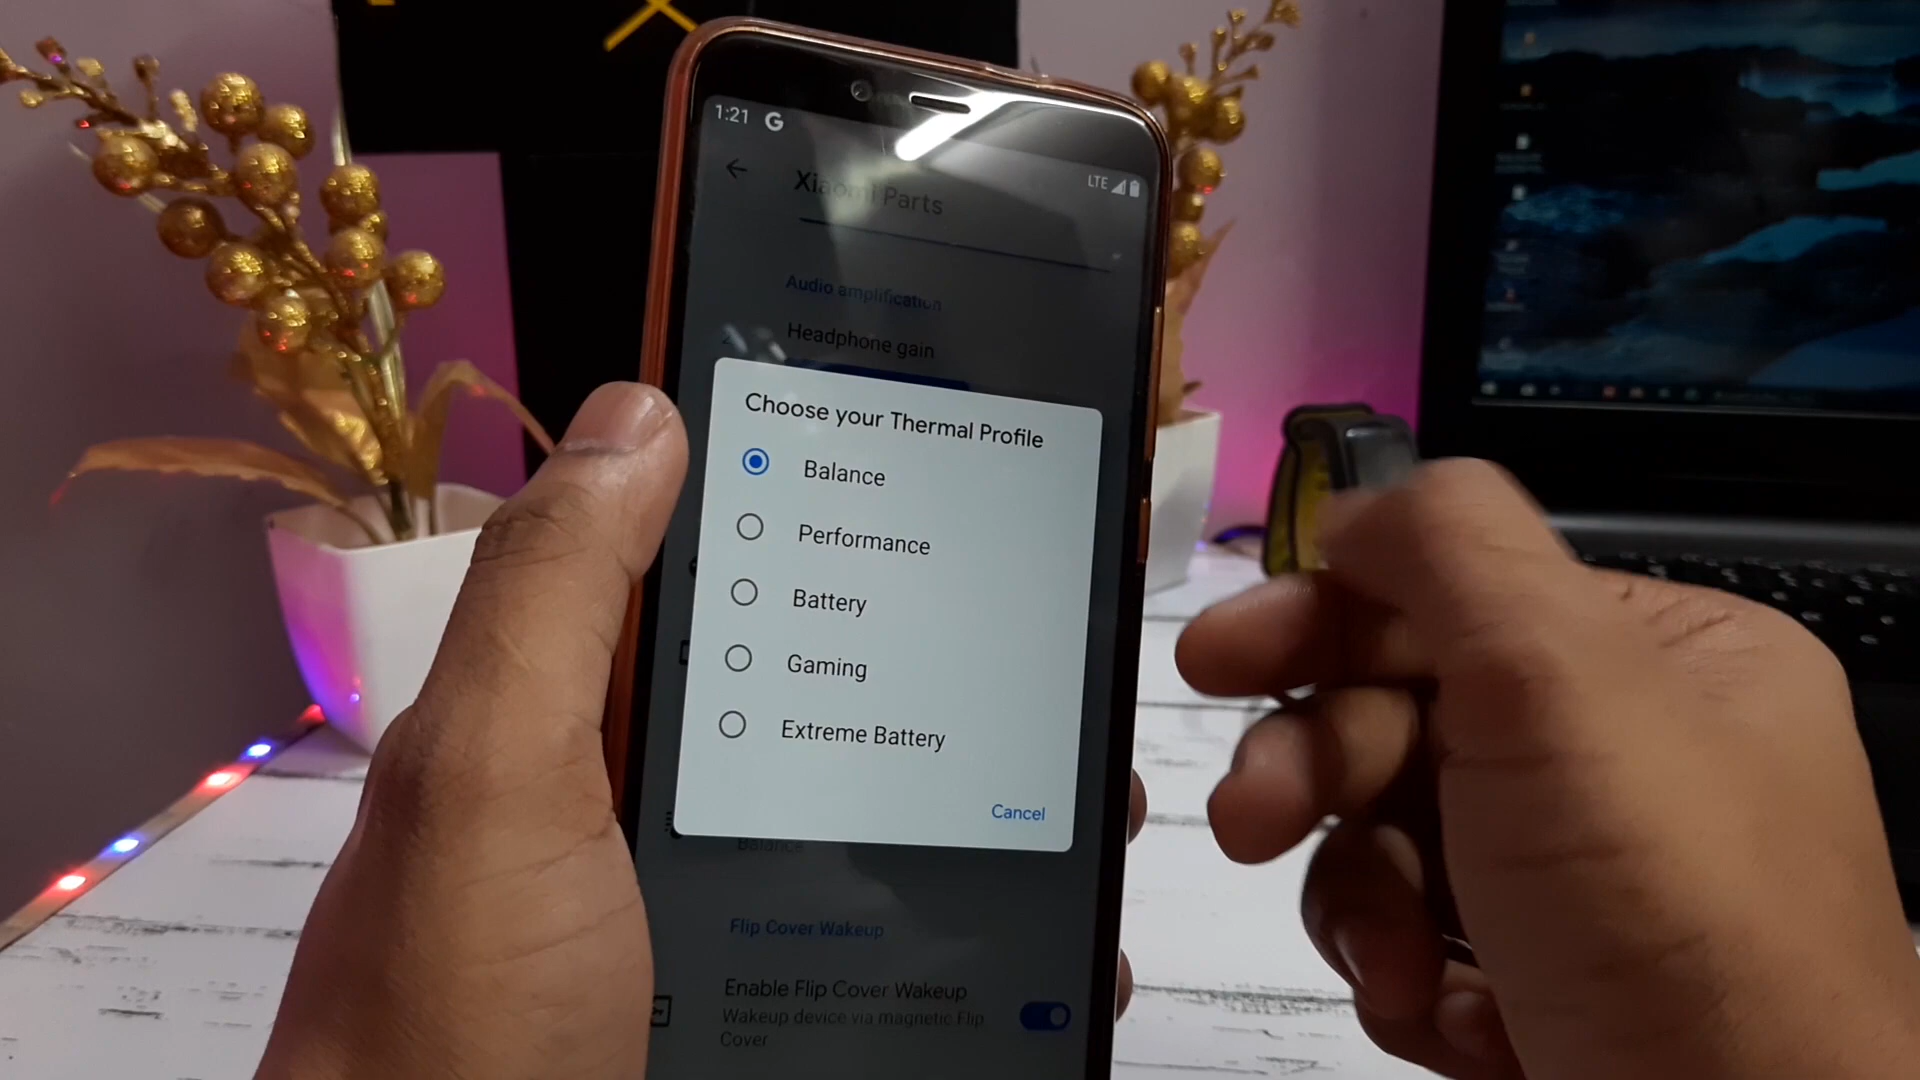 1:21 G
LTE
Xiaomi Parts
Audio amplification
Headphone gain
Choose your Thermal Profile
Balance
Performance
Battery
Gaming
Extreme Battery
Cancel
Balance
Flip Cover Wakeup
Enable Flip Cover Wakeup
Wakeup device via magnetic Flip
Cover